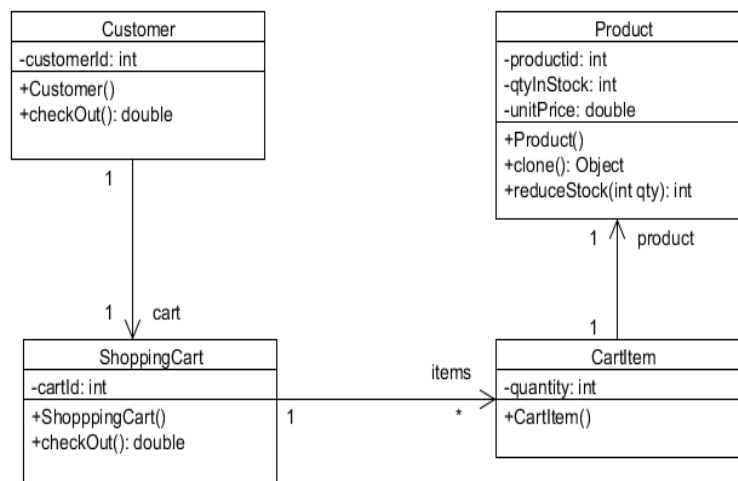 Customer
-customerId: int
+Customer()
+checkOut(): double
Product
-productid: int
-qtyInStock: int
-unitPrice: double
+Product()
+clone(): Object
+reduceStock(int qty): int
1
1 cart
1 product
1
ShoppingCart
-cartId: int
+ShopppingCart()
+checkOut(): double
items
1 *
CartItem
-quantity: int
+CartItem()